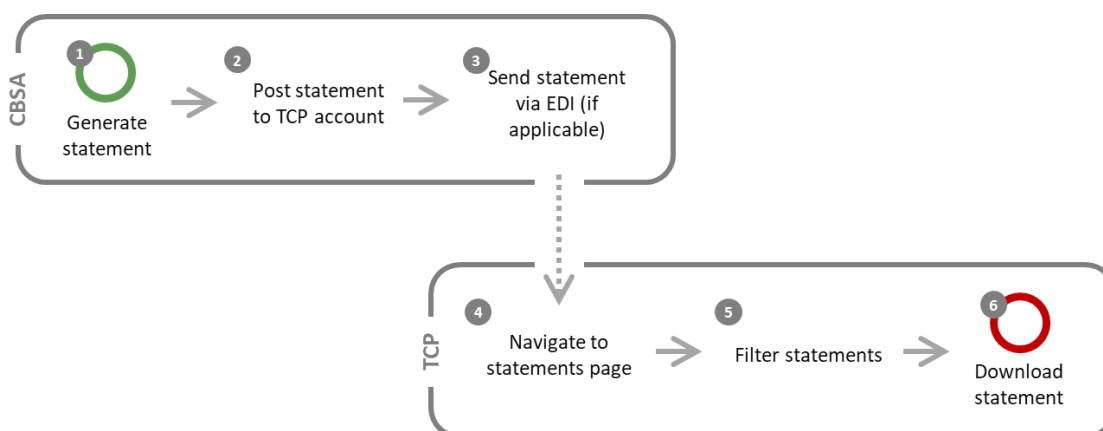 CBSA
1
Generate
statement
2
Post statement
to TCP account
3
Send statement
via EDI (if
applicable)
TCP
4
Navigate to
statements page
5
Filter statements
6
Download
statement